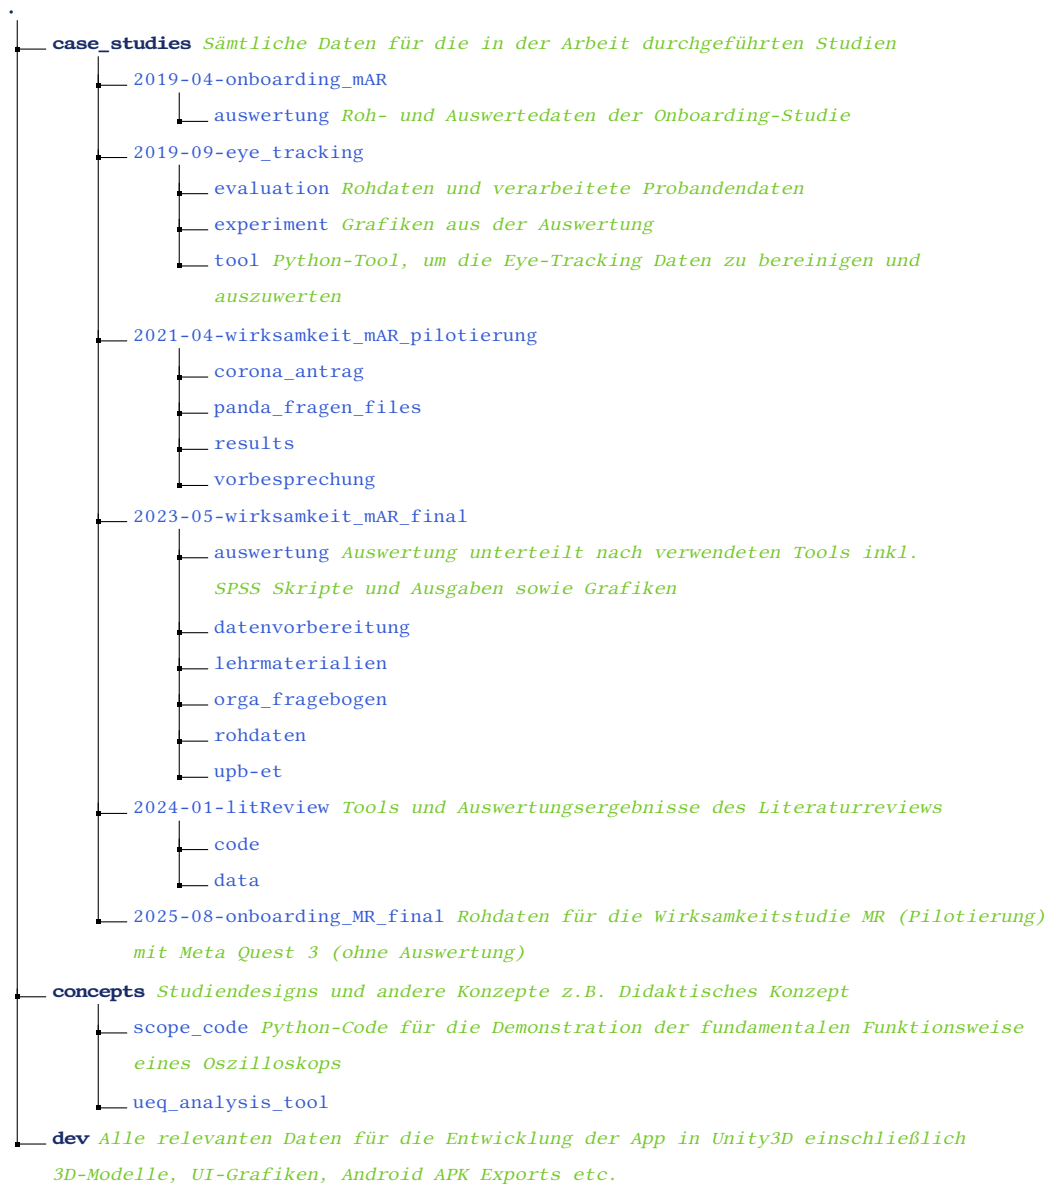 .
case_studies Sämtliche Daten für die in der Arbeit durchgeführten Studien
2019-04-onboarding_mAR
auswertung Roh- und Auswertedaten der Onboarding-Studie
2019-09-eye_tracking
evaluation Rohdaten und verarbeitete Probandendaten
experiment Grafiken aus der Auswertung
tool Python-Tool, um die Eye-Tracking Daten zu bereinigen und
auszuwerten
2021-04-wirksamkeit_mAR_pilotierung
corona_antrag
panda_fragen_files
results
vorbesprechung
2023-05-wirksamkeit_mAR_final
auswertung Auswertung unterteilt nach verwendeten Tools inkl.
SPSS Skripte und Ausgaben sowie Grafiken
datenvorbereitung
lehrmaterialien
orga_fragebogen
rohdaten
upb-et
2024-01-litReview Tools und Auswertungsergebnisse des Literaturreviews
code
data
2025-08-onboarding_MR_final Rohdaten für die Wirksamkeitstudie MR (Pilotierung)
mit Meta Quest 3 (ohne Auswertung)
concepts Studiendesigns und andere Konzepte z.B. Didaktisches Konzept
scope_code Python-Code für die Demonstration der fundamentalen Funktionsweise
eines Oszilloskops
ueq_analysis_tool
dev Alle relevanten Daten für die Entwicklung der App in Unity3D einschließlich
3D-Modelle, UI-Grafiken, Android APK Exports etc.